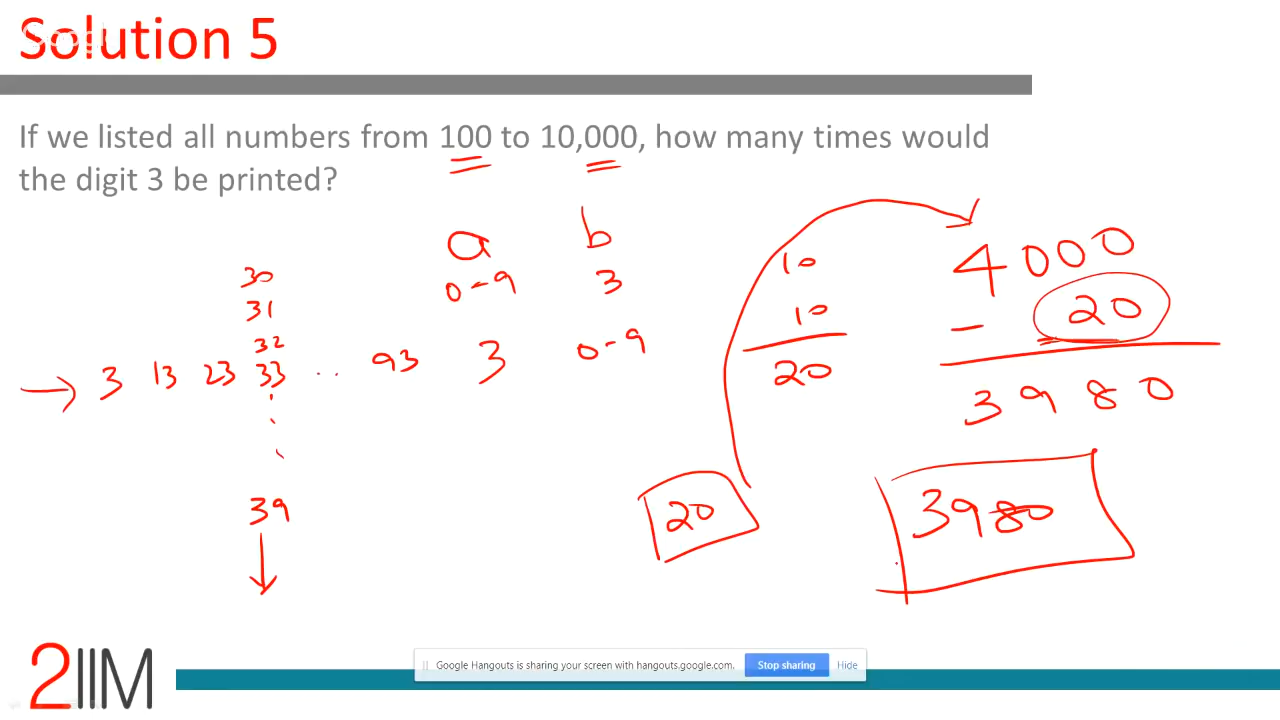 Solution 5
Google
If we listed all numbers from 100 to 10,000, how many times would
the digit 3 be printed?
a b
0-9 3
3 0-9
30
31
32
3 13 23 33 .. 93
39
10
10
20
20
4000
- 20
3980
3980
2IIM
Google Hangouts is sharing your screen with hangouts.google.com. Stop sharing Hide